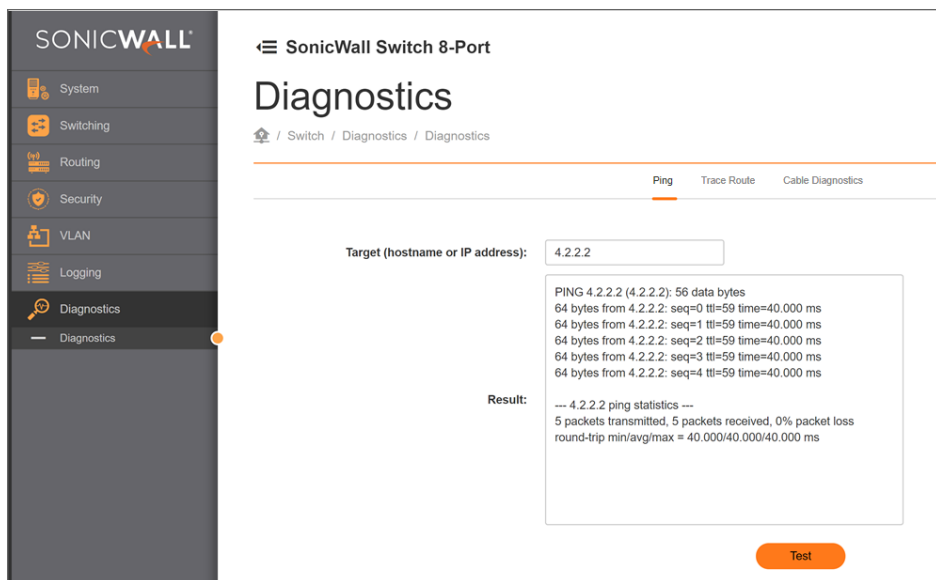 SONICWALL
System
Switching
Routing
Security
VLAN
Logging
Diagnostics
Diagnostics
SonicWall Switch 8-Port
Diagnostics
/ Switch / Diagnostics / Diagnostics
Ping Trace Route Cable Diagnostics
Target (hostname or IP address): 4.2.2.2
Result:
PING 4.2.2.2 (4.2.2.2): 56 data bytes
64 bytes from 4.2.2.2: seq=0 ttl=59 time=40.000 ms
64 bytes from 4.2.2.2: seq=1 ttl=59 time=40.000 ms
64 bytes from 4.2.2.2: seq=2 ttl=59 time=40.000 ms
64 bytes from 4.2.2.2: seq=3 ttl=59 time=40.000 ms
64 bytes from 4.2.2.2: seq=4 ttl=59 time=40.000 ms
--- 4.2.2.2 ping statistics ---
5 packets transmitted, 5 packets received, 0% packet loss
round-trip min/avg/max = 40.000/40.000/40.000 ms
Test